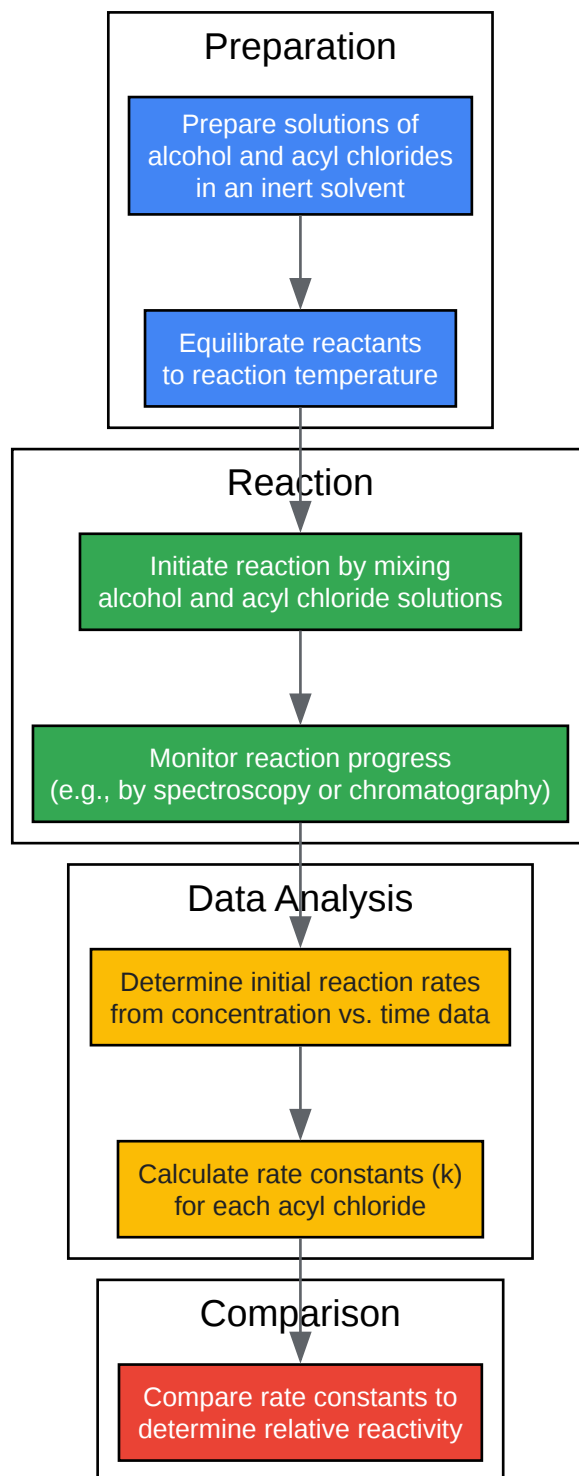 Preparation
Prepare solutions of
alcohol and acyl chlorides
in an inert solvent
Equilibrate reactants
to reaction temperature
Reaction
Initiate reaction by mixing
alcohol and acyl chloride solutions
Monitor reaction progress
(e.g., by spectroscopy or chromatography)
Data Analysis
Determine initial reaction rates
from concentration vs. time data
Calculate rate constants (k)
for each acyl chloride
Comparison
Compare rate constants to
determine relative reactivity